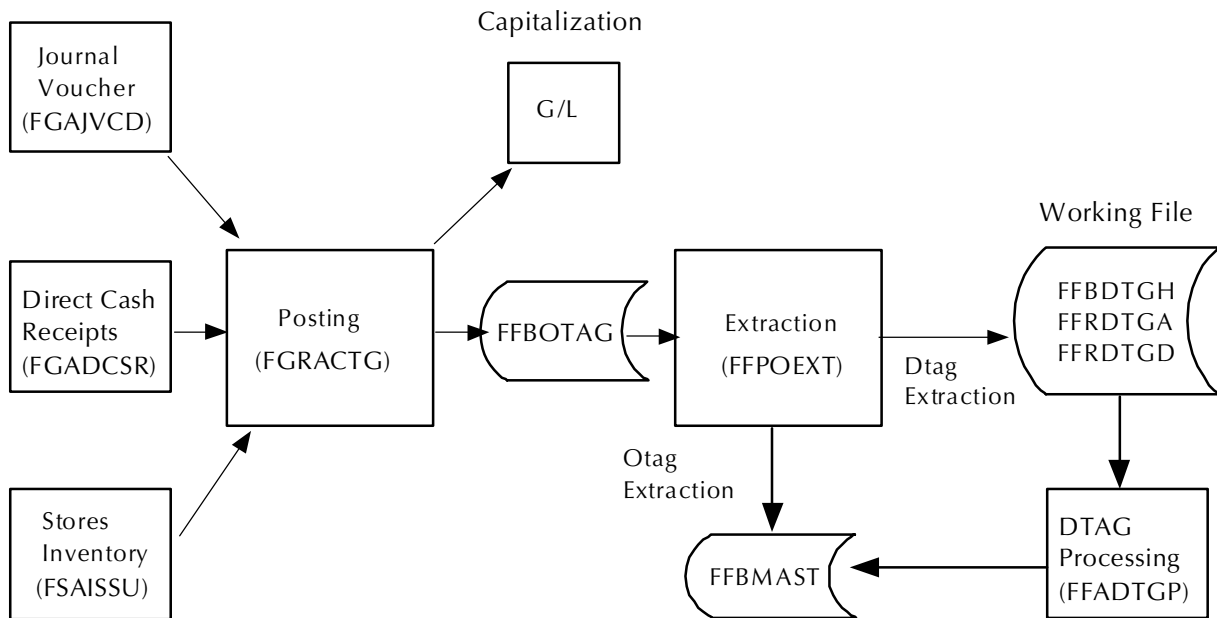 Journal
Voucher
(FGAJVCD)
Capitalization
G/L
Direct Cash
Receipts
(FGADCSR)
Posting
(FGRACTG)
FFBOTAG
Extraction
(FFPOEXT)
Dtag
Extraction
Working File
FFBDTGH
FFRDTGA
FFRDTGD
Stores
Inventory
(FSAISSU)
Otag
Extraction
FFBMAST
DTAG
Processing
(FFADTGP)